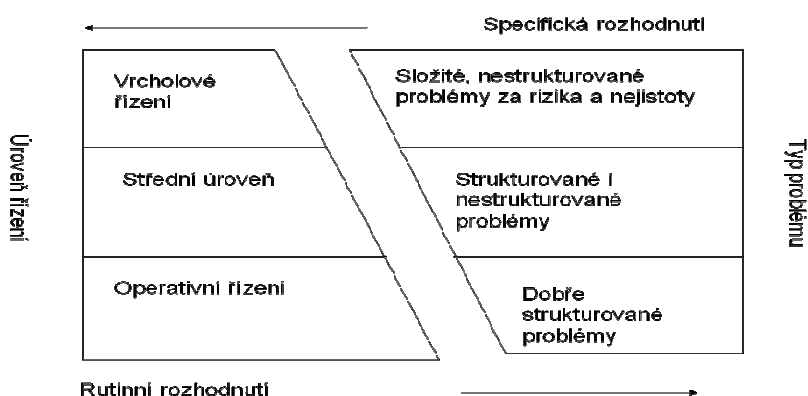 Specifická rozhodnutí
Vrcholové
řízení
Složité, nestrukturované
problémy za rizika a nejistoty
Úroveň řízení
Střední úroveň
Strukturované i
nestrukturované
problémy
Typ problému
Operativní řízení
Dobře
strukturované
problémy
Rutinní rozhodnutí